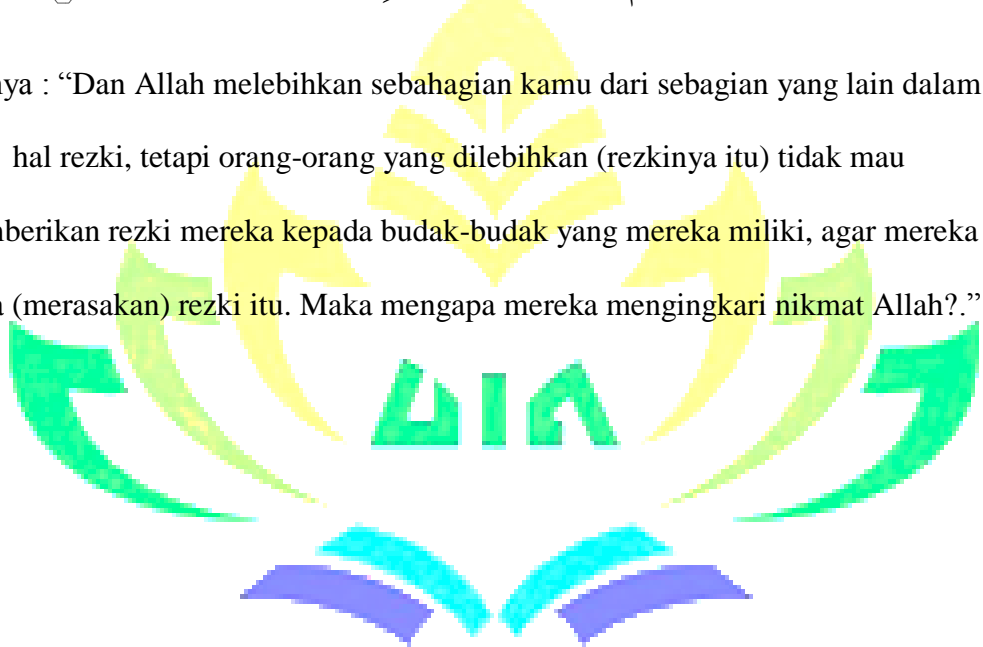 nya : “Dan Allah melebihkan sebahagian kamu dari sebagian yang lain dalam
hal rezki, tetapi orang-orang yang dilebihkan (rezkinya itu) tidak mau
berikan rezki mereka kepada budak-budak yang mereka miliki, agar mereka
(merasakan) rezki itu. Maka mengapa mereka mengingkari nikmat Allah?.”